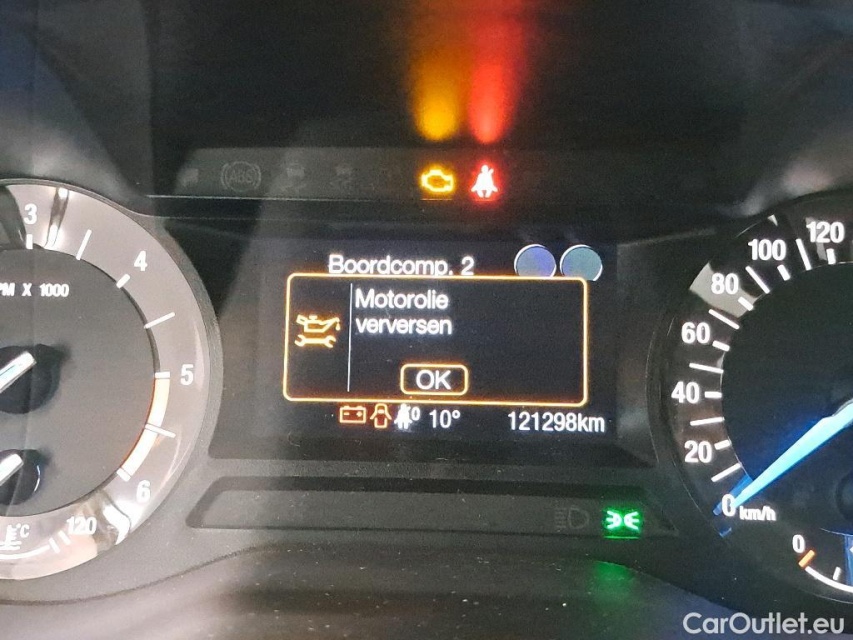 ABS
3
4
5
6
PM X 1000
120
°C
Boordcomp. 2
Motorolie
verversen
OK
10°
121298km
120
100
80
60
40
20
0
km/h
0
CarOutlet.eu